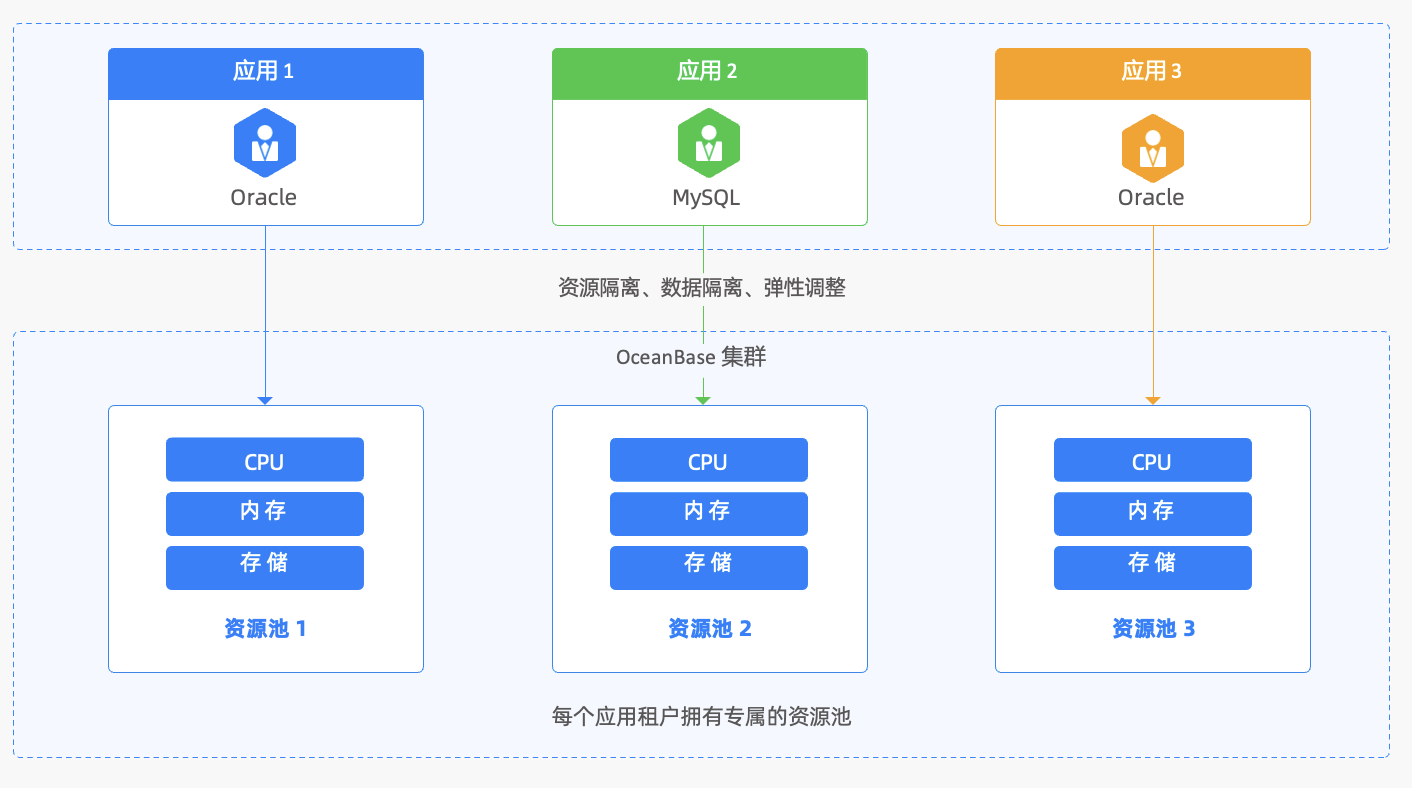 应用 1
应用 2
应用 3
Oracle
MySQL
Oracle
资源隔离、数据隔离、弹性调整
OceanBase 集群
CPU
CPU
CPU
内 存
内 存
内 存
存 储
存 储
存 储
资源池 1
资源池 2
资源池 3
每个应用租户拥有专属的资源池